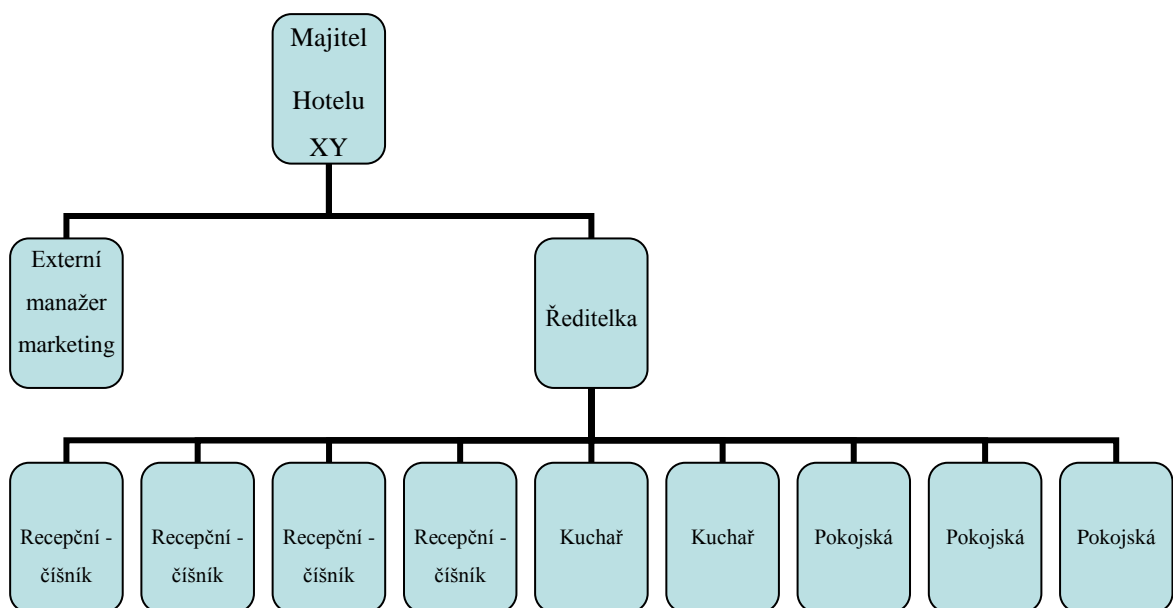 Majitel
Hotelu
XY
Externí
manažer
marketing
Ředitelka
Recepční -
číšník
Recepční -
číšník
Recepční -
číšník
Recepční -
číšník
Kuchař
Kuchař
Pokojská
Pokojská
Pokojská